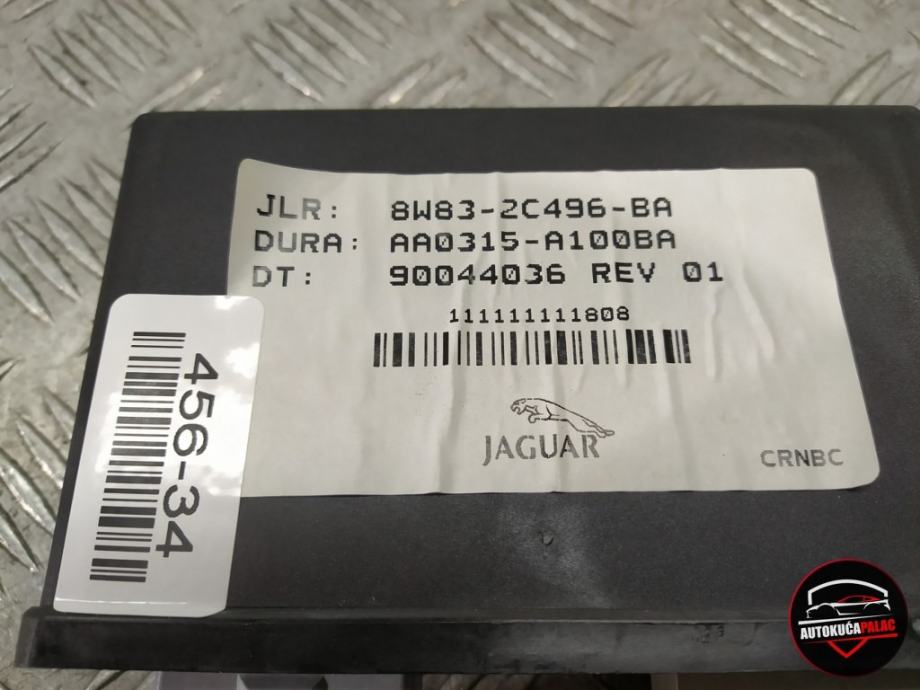 JLR: 8W83-2C496-BA
DURA: AA0315-A100BA
DT: 90044036 REV 01
111111111808
JAGUAR
CRNBC
456-34
AUTOKUĆAPALAC